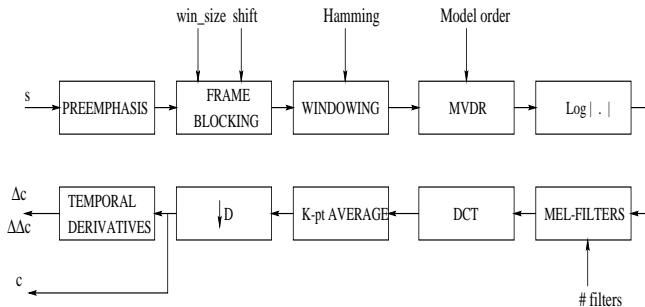 win_size shift
Hamming
Model order
s
PREEMPHASIS
FRAME
BLOCKING
WINDOWING
MVDR
Log | . |
Δc
ΔΔc
TEMPORAL
DERIVATIVES
D
K-pt AVERAGE
DCT
MEL-FILTERS
c
# filters